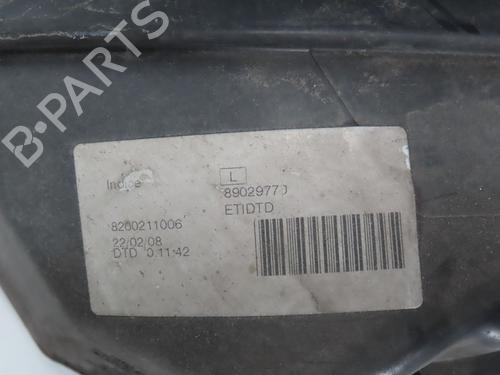 B-PARTS
Indice
L
89029770
ETIDTD
8200211006
22/02/08
DTD 0.11:42